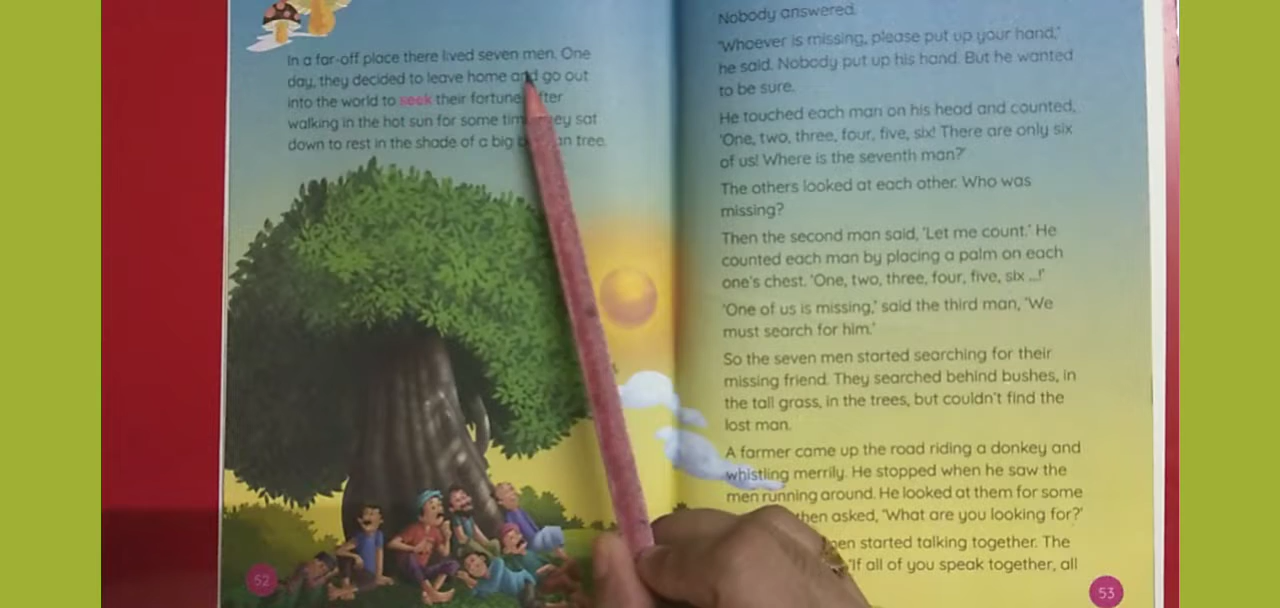 In a far-off place there lived seven men. One
day, they decided to leave home and go out
into the world to seek their fortune.
walking in the hot sun for some sat
down to rest in the shade of a big tree.
52
Nobody answered.
'Whoever is missing, please put up your hand,'
he said. Nobody put up his hand. But he wanted
to be sure.
He touched each man on his head and counted,
'One, two, three, four, five, six! There are only six
of us! Where is the seventh man?'
The others looked at each other. Who was
missing?
Then the second man said, 'Let me count.' He
counted each man by placing a palm on each
one's chest. 'One, two, three, four, five, six ...!'
'One of us is missing,' said the third man, 'We
must search for him.'
So the seven men started searching for their
missing friend. They searched behind bushes, in
the tall grass, in the trees, but couldn't find the
lost man.
A farmer came up the road riding a donkey and
whistling merrily. He stopped when he saw the
men running around. He looked at them for some
then asked, 'What are you looking for?'
started talking together. The
'If all of you speak together, all
53